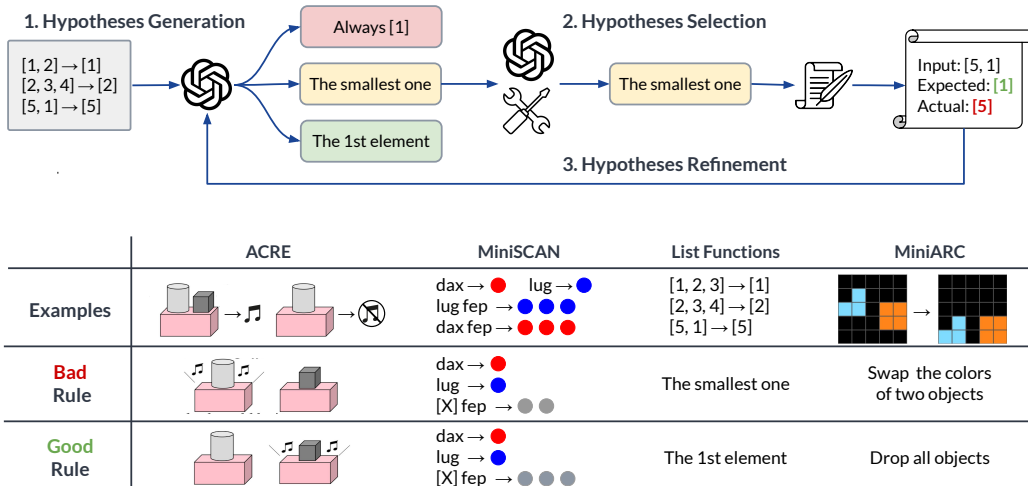 1. Hypotheses Generation
2. Hypotheses Selection
[1, 2] → [1]
[2, 3, 4] → [2]
[5, 1] → [5]
Always [1]
The smallest one
The 1st element
The smallest one
Input: [5, 1]
Expected: [1]
Actual: [5]
3. Hypotheses Refinement
ACRE
MiniSCAN
List Functions
MiniARC
Examples
dax → lug →
lug fep →
dax fep →
[1, 2, 3] → [1]
[2, 3, 4] → [2]
[5, 1] → [5]
Bad
Rule
dax →
lug →
[X] fep →
The smallest one
Swap the colors
of two objects
Good
Rule
dax →
lug →
[X] fep →
The 1st element
Drop all objects